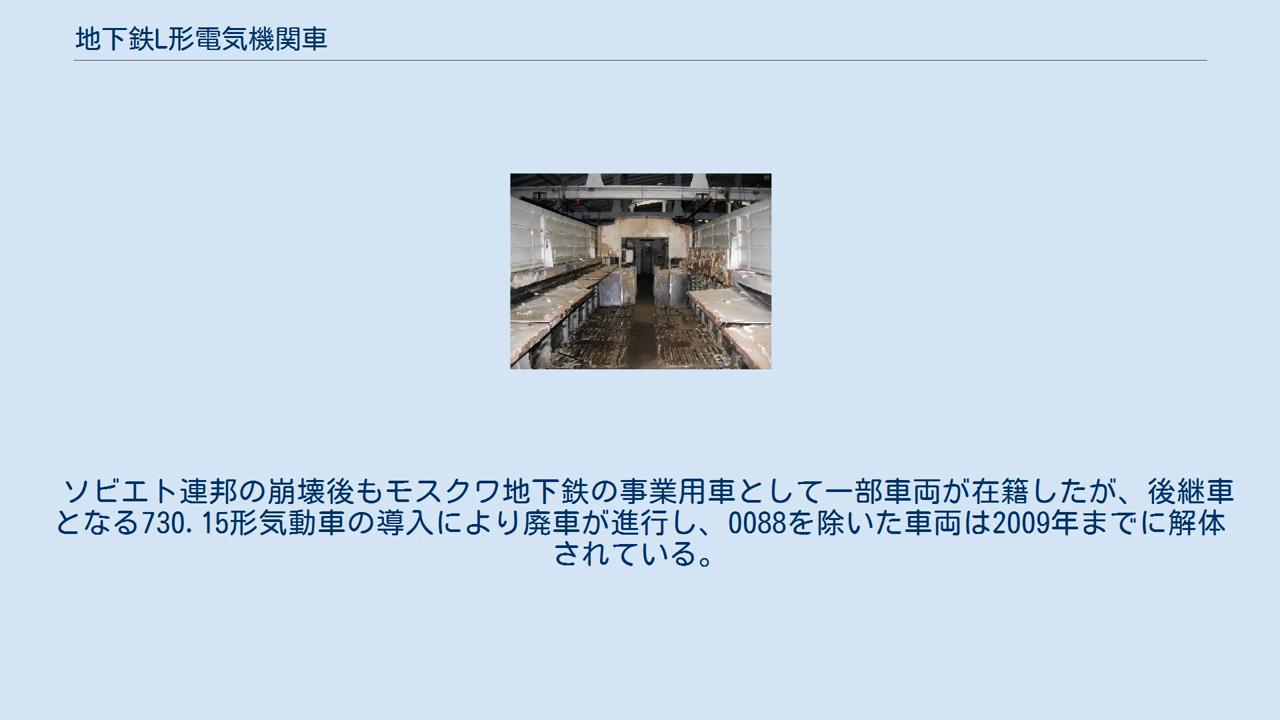 地下鉄L形電気機関車
ソビエト連邦の崩壊後もモスクワ地下鉄の事業用車として一部車両が在籍したが、後継車
となる730.15形気動車の導入により廃車が進行し、0088を除いた車両は2009年までに解体
されている。